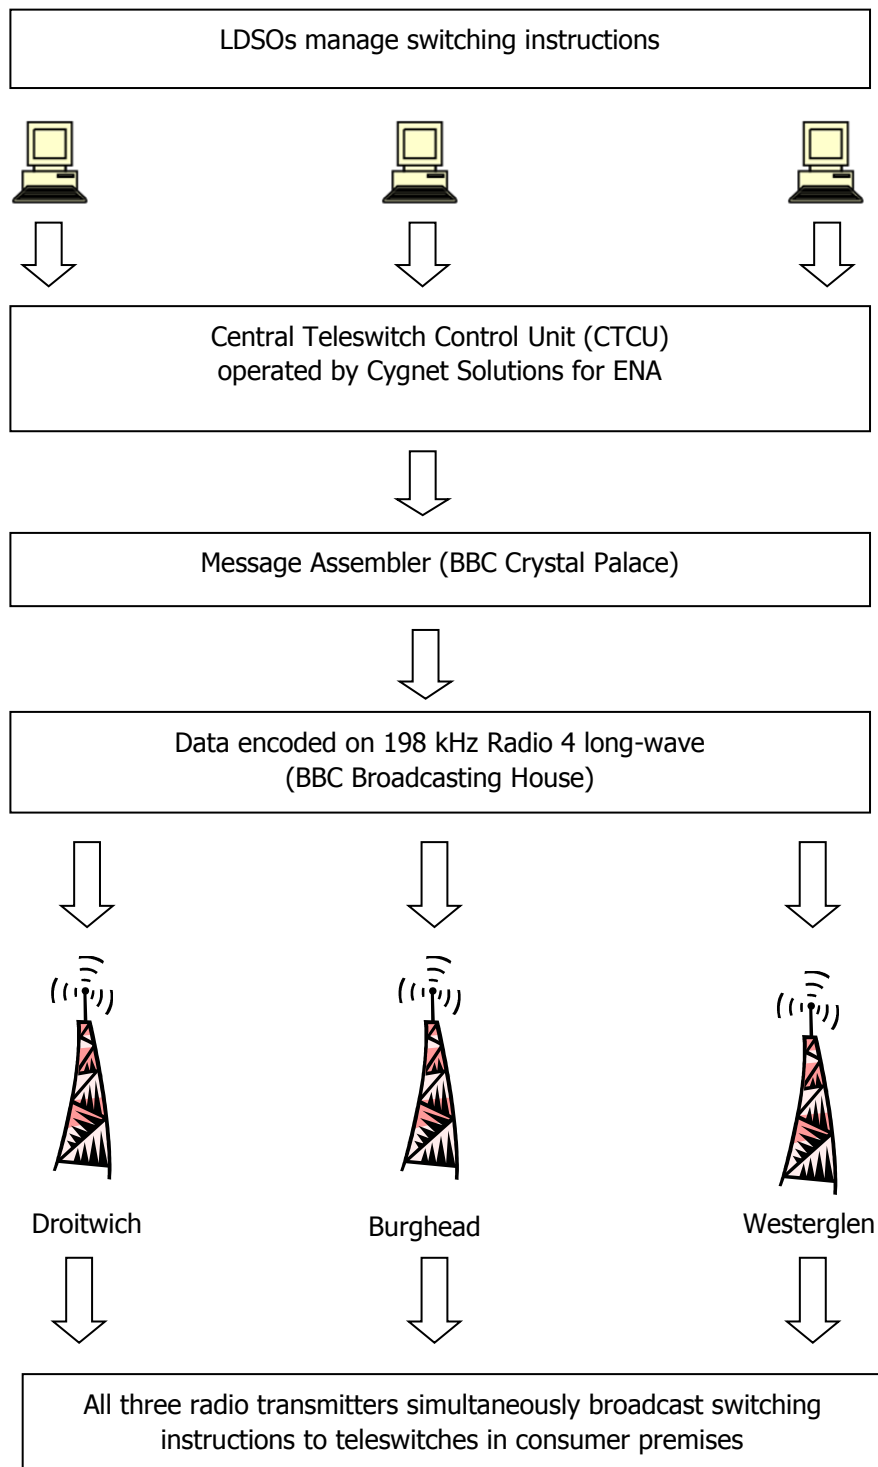 LDSOs manage switching instructions
Central Teleswitch Control Unit (CTCU)
operated by Cygnet Solutions for ENA
Message Assembler (BBC Crystal Palace)
Data encoded on 198 kHz Radio 4 long-wave
(BBC Broadcasting House)
Droitwich
Burghead
Westerglen
All three radio transmitters simultaneously broadcast switching
instructions to teleswitches in consumer premises